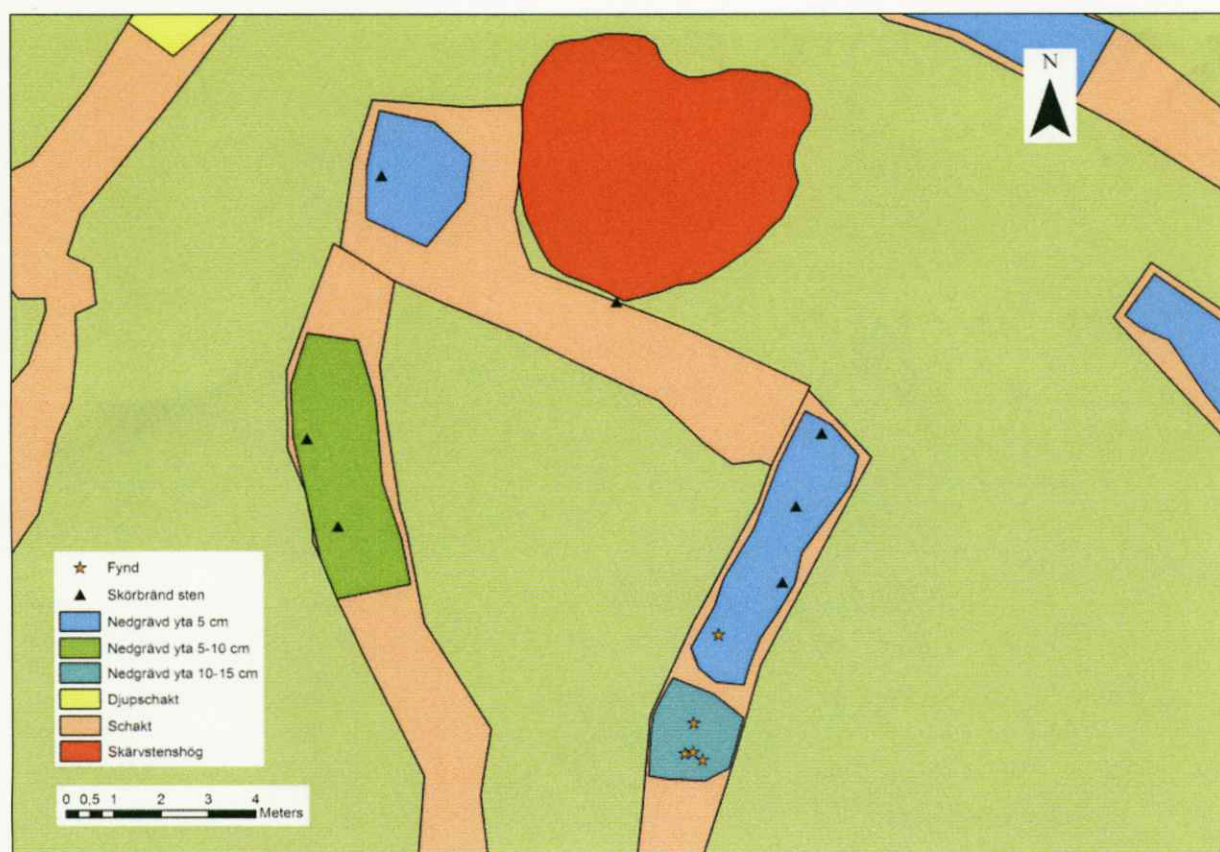 N
Fynd
Skörbränd sten
Nedgrävd yta 5 cm
Nedgrävd yta 5-10 cm
Nedgrävd yta 10-15 cm
Djupschakt
Schakt
Skärvstenshög
0 0,5 1 2 3 4
Meters